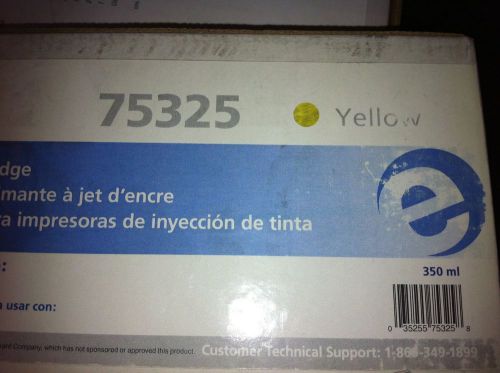 75325 Yellow
dge
imante à jet d'encre
ra impresoras de inyección de tinta
e
:
350 ml
a usar con:
0 35255 75325 8
Company, which has not sponsored or approved this product.
Customer Technical Support: 1-866-349-1899